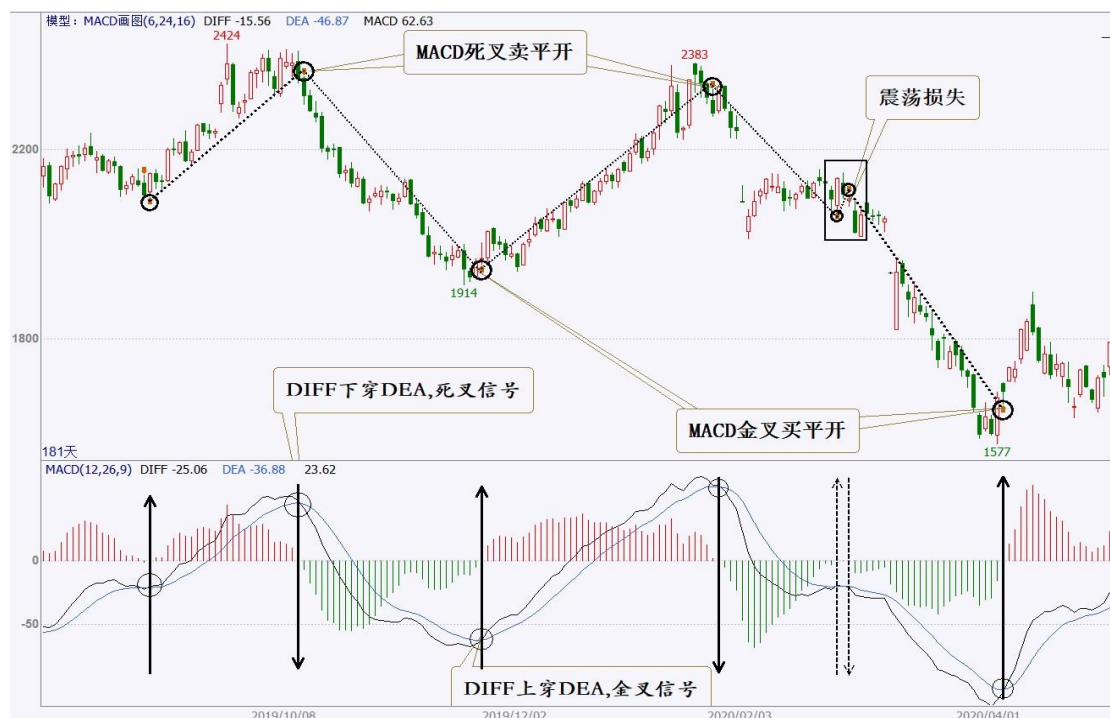 模型：MACD画图(6,24,16) DIFF -15.56 DEA -46.87 MACD 62.63
2424
MACD死叉卖平开
2383
震荡损失
2200
1914
1800
DIFF下穿DEA,死叉信号
MACD金叉买平开
181天
1577
MACD(12,26,9) DIFF -25.06 DEA -36.88 23.62
0
-50
DIFF上穿DEA,金叉信号
2019/10/08 2019/12/02 2020/02/03 2020/04/01